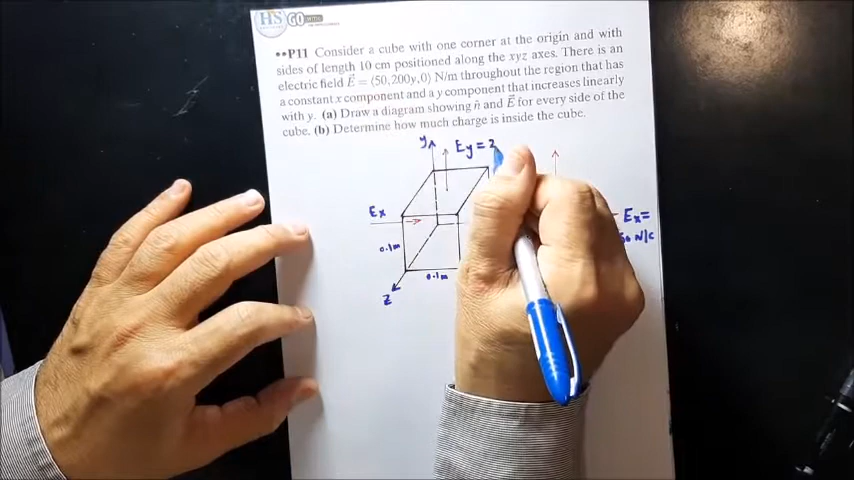 HS
GO
••P11 Consider a cube with one corner at the origin and with
sides of length 10 cm positioned along the xyz axes. There is an
electric field E⃗ = (50,200y,0) N/m throughout the region that has
a constant x component and a y component that increases linearly
with y. (a) Draw a diagram showing n̂ and E⃗ for every side of the
cube. (b) Determine how much charge is inside the cube.
y
Ey = 2
Ex
Ex=
50 N/C
0.1m
0.1m
z